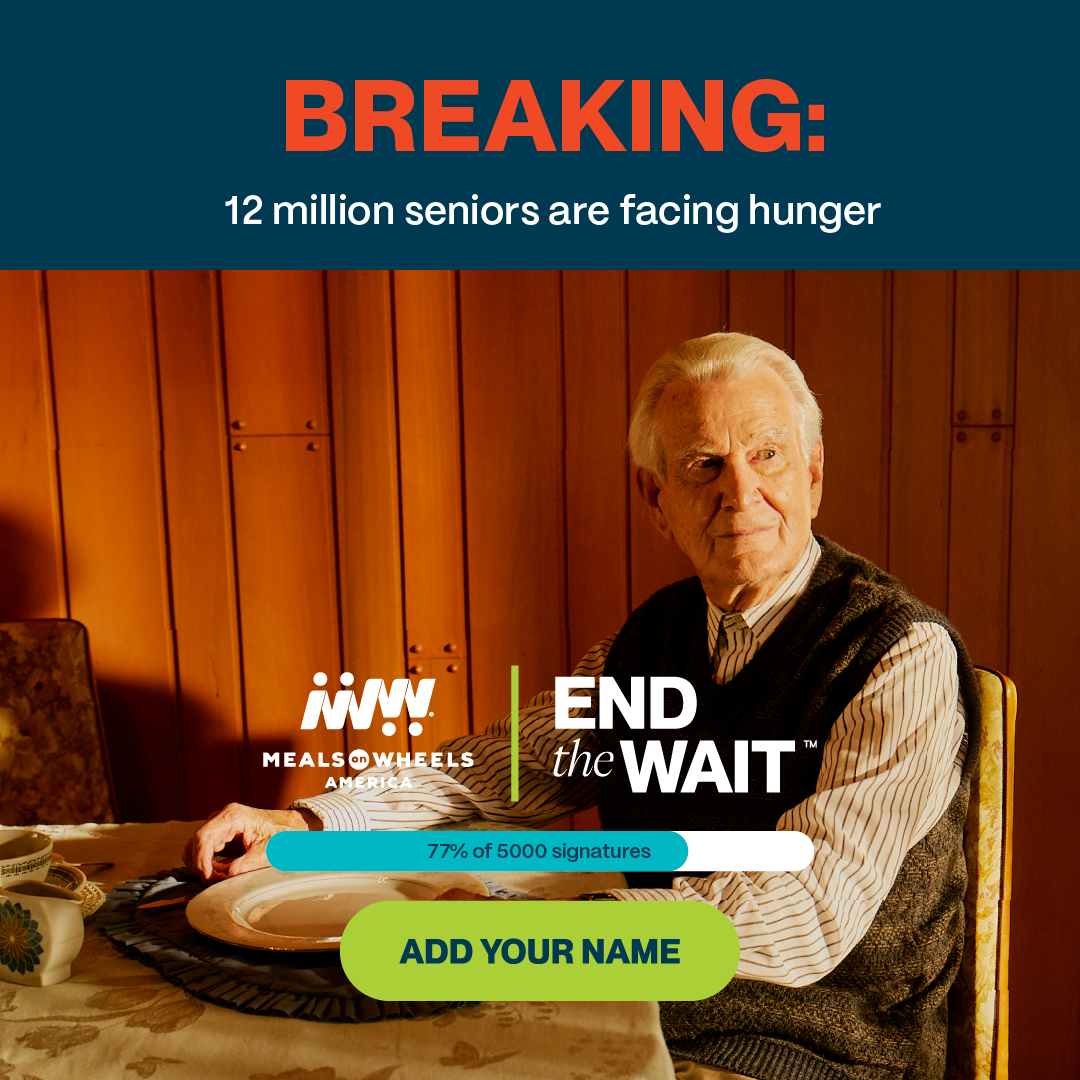 BREAKING:
12 million seniors are facing hunger
MEALS on WHEELS
AMERICA
END
the WAIT™
77% of 5000 signatures
ADD YOUR NAME